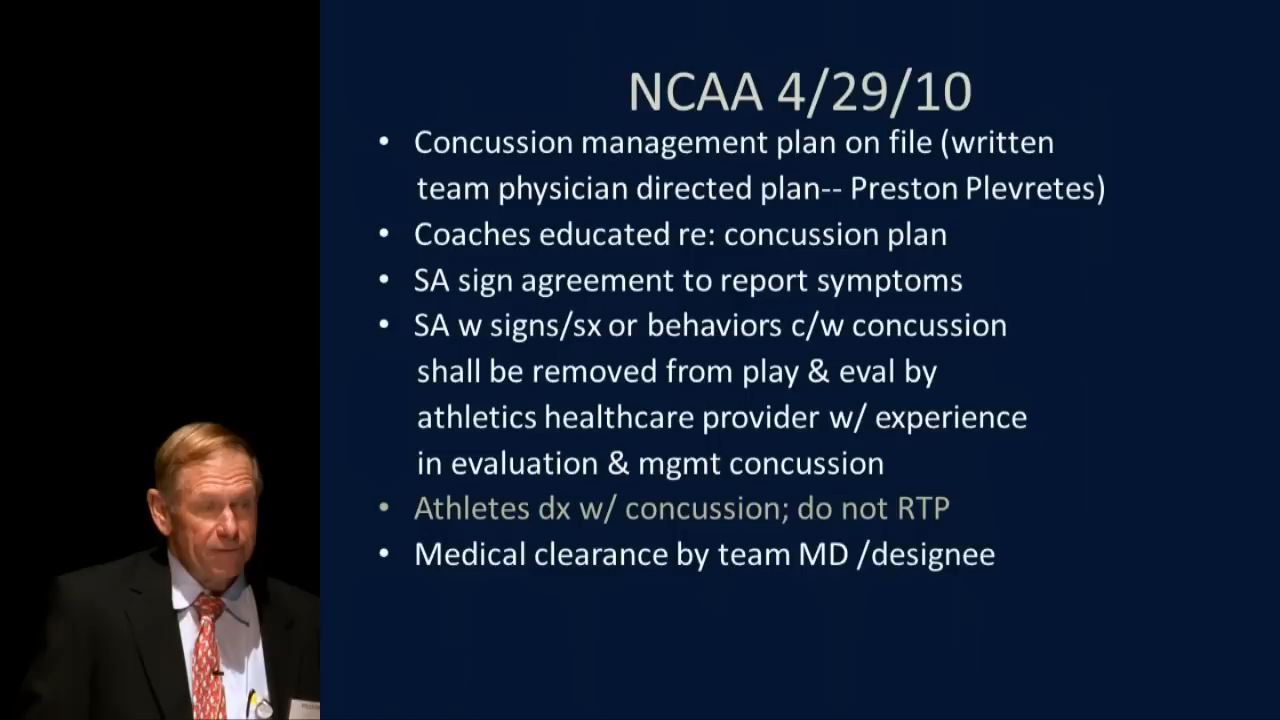 NCAA 4/29/10
• Concussion management plan on file (written
team physician directed plan-- Preston Plevretes)
• Coaches educated re: concussion plan
• SA sign agreement to report symptoms
• SA w signs/sx or behaviors c/w concussion
shall be removed from play & eval by
athletics healthcare provider w/ experience
in evaluation & mgmt concussion
• Athletes dx w/ concussion; do not RTP
• Medical clearance by team MD /designee